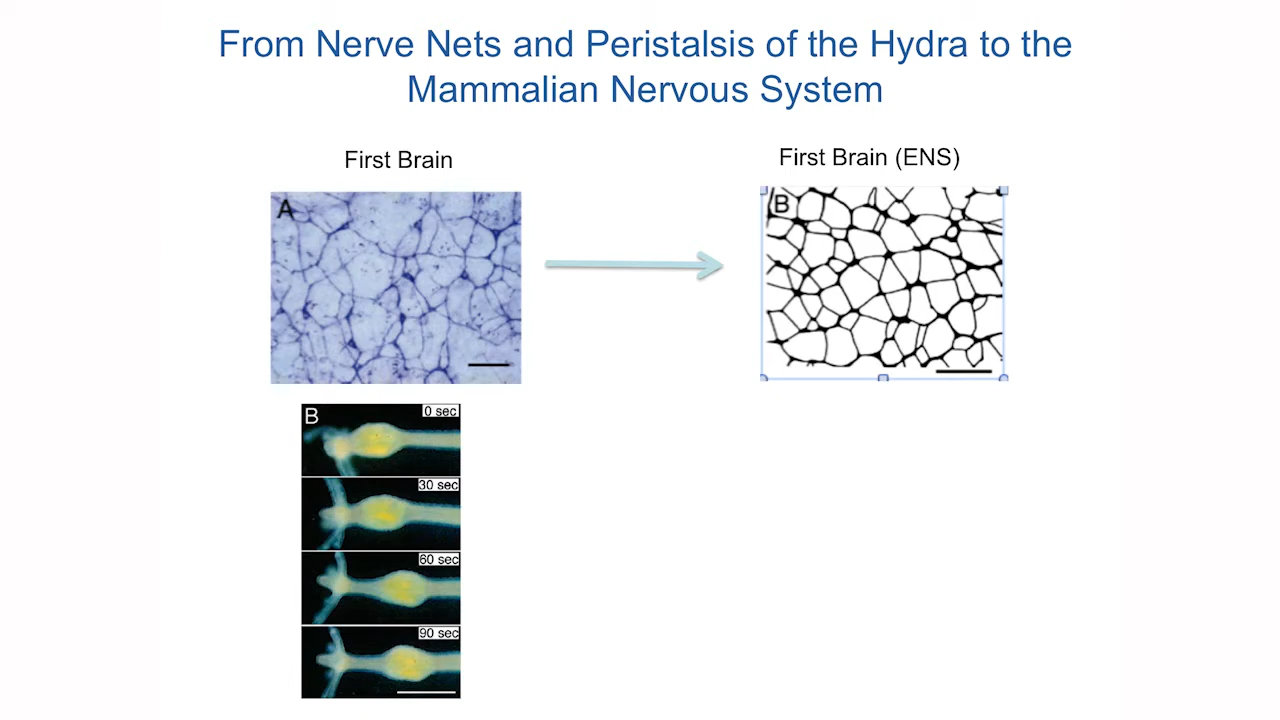 From Nerve Nets and Peristalsis of the Hydra to the
Mammalian Nervous System
First Brain
First Brain (ENS)
A
B
B
0 sec
30 sec
60 sec
90 sec